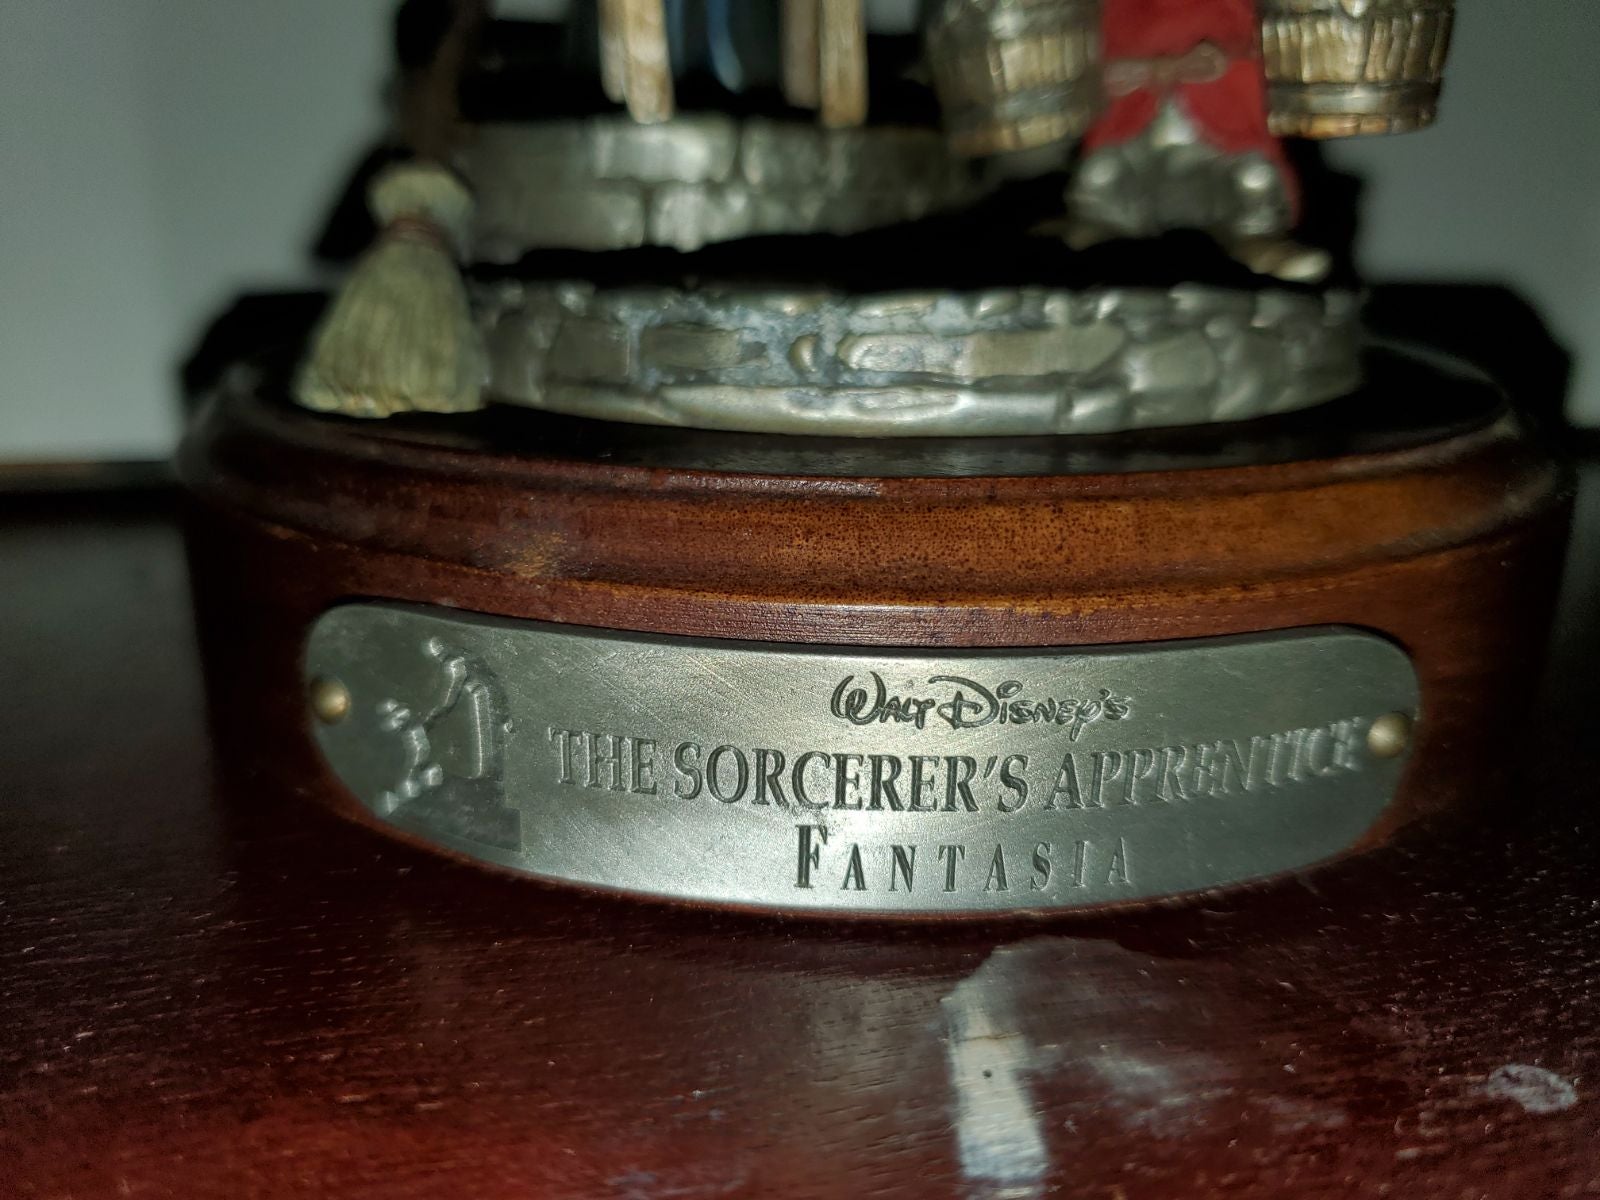 Walt Disney's
THE SORCERER'S APPRENTICE
FANTASIA